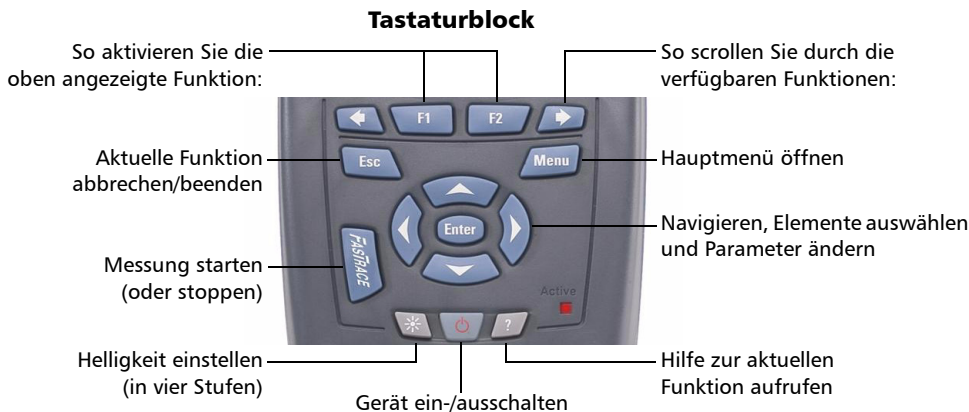 Tastaturblock
So aktivieren Sie die
oben angezeigte Funktion:
So scrollen Sie durch die
verfügbaren Funktionen:
F1
F2
Esc
Menu
Aktuelle Funktion
abbrechen/beenden
Hauptmenü öffnen
Enter
Navigieren, Elemente auswählen
und Parameter ändern
FASTRACE
Messung starten
(oder stoppen)
Active
?
Helligkeit einstellen
(in vier Stufen)
Gerät ein-/ausschalten
Hilfe zur aktuellen
Funktion aufrufen